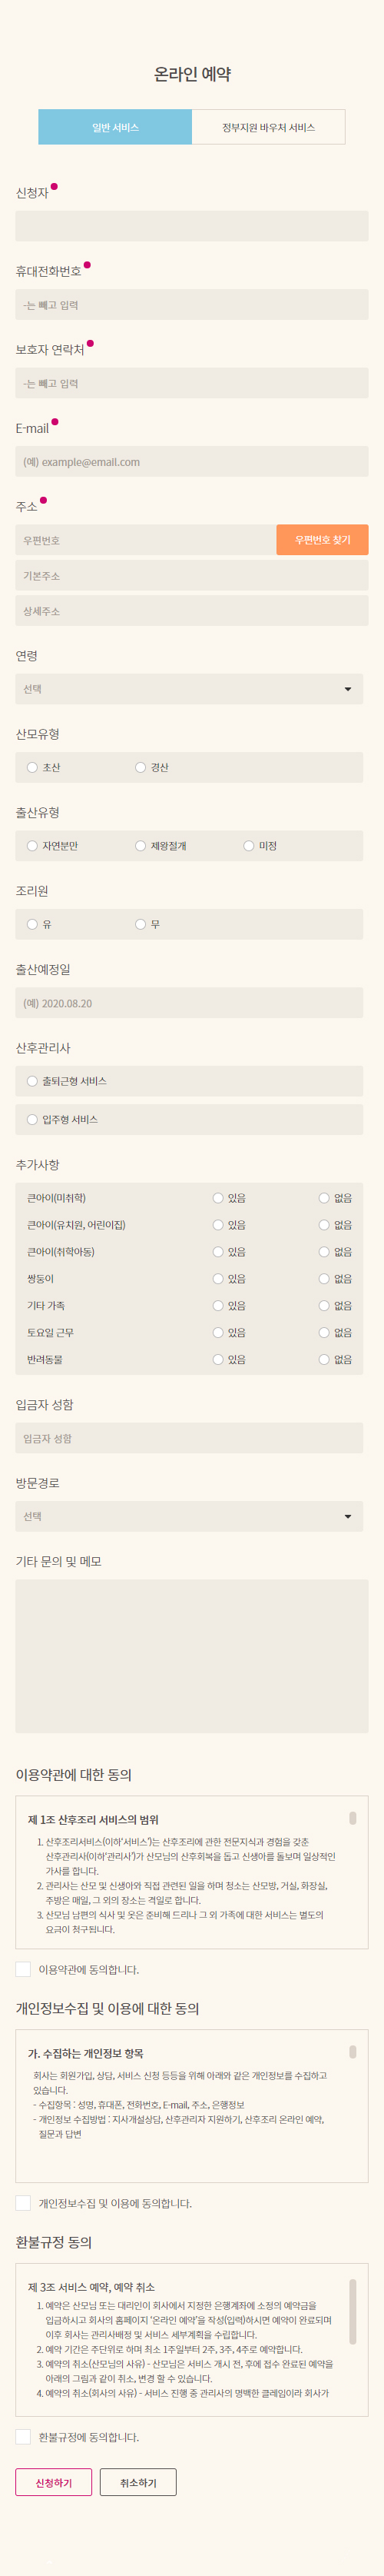 온라인 예약
일반 서비스
정부지원 바우처 서비스
신청자
휴대전화번호
-는 빼고 입력
보호자 연락처
-는 빼고 입력
E-mail
(예) example@email.com
주소
우편번호
우편번호 찾기
기본주소
상세주소
연령
선택
산모유형
초산 경산
출산유형
자연분만 제왕절개 미정
조리원
유 무
출산예정일
(예) 2020.08.20
산후관리사
출퇴근형 서비스
입주형 서비스
추가사항
큰아이(미취학) 있음 없음
큰아이(유치원, 어린이집) 있음 없음
큰아이(취학아동) 있음 없음
쌍둥이 있음 없음
기타 가족 있음 없음
토요일 근무 있음 없음
반려동물 있음 없음
입금자 성함
입금자 성함
방문경로
선택
기타 문의 및 메모
이용약관에 대한 동의
제 1조 산후조리 서비스의 범위
1. 산후조리서비스(이하‘서비스’)는 산후조리에 관한 전문지식과 경험을 갖춘
산후관리사(이하‘관리사’)가 산모님의 산후회복을 돕고 신생아를 돌보며 일상적인
가사를 합니다.
2. 관리사는 산모 및 신생아와 직접 관련된 일을 하며 청소는 산모방, 거실, 화장실,
주방은 매일, 그 외의 장소는 격일로 합니다.
3. 산모님 남편의 식사 및 옷은 준비해 드리나 그 외 가족에 대한 서비스는 별도의
요금이 청구됩니다.
이용약관에 동의합니다.
개인정보수집 및 이용에 대한 동의
가. 수집하는 개인정보 항목
회사는 회원가입, 상담, 서비스 신청 등등을 위해 아래와 같은 개인정보를 수집하고
있습니다.
- 수집항목 : 성명, 휴대폰, 전화번호, E-mail, 주소, 은행정보
- 개인정보 수집방법 : 지사개설상담, 산후관리자 지원하기, 산후조리 온라인 예약,
질문과 답변
개인정보수집 및 이용에 동의합니다.
환불규정 동의
제 3조 서비스 예약, 예약 취소
1. 예약은 산모님 또는 대리인이 회사에서 지정한 은행계좌에 소정의 예약금을
입금하시고 회사의 홈페이지 ‘온라인 예약’을 작성(입력)하시면 예약이 완료되며
이후 회사는 관리사배정 및 서비스 세부계획을 수립합니다.
2. 예약 기간은 주단위로 하며 최소 1주일부터 2주, 3주, 4주로 예약합니다.
3. 예약의 취소(산모님의 사유) - 산모님은 서비스 개시 전, 후에 접수 완료된 예약을
아래의 그림과 같이 취소, 변경 할 수 있습니다.
4. 예약의 취소(회사의 사유) - 서비스 진행 중 관리사의 명백한 클레임이라 회사가
환불규정에 동의합니다.
신청하기
취소하기